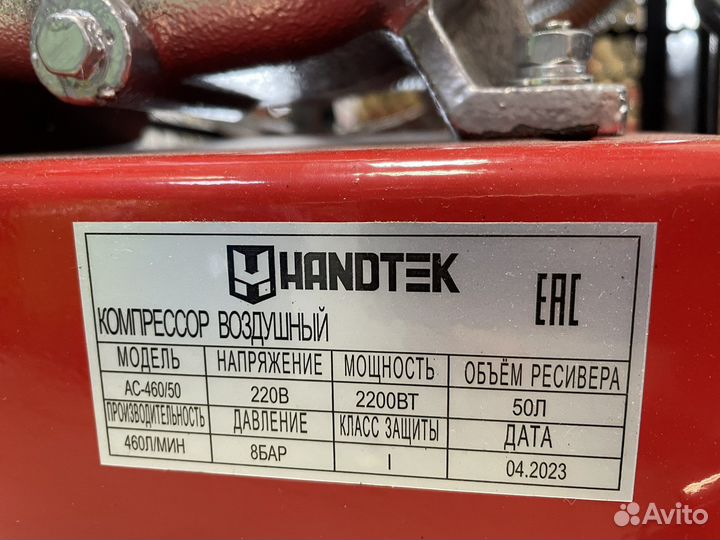 HANDTEK
EAC
КОМПРЕССОР ВОЗДУШНЫЙ
МОДЕЛЬ НАПРЯЖЕНИЕ МОЩНОСТЬ ОБЪЁМ РЕСИВЕРА
АС-460/50 220В 2200ВТ 50Л
ПРОИЗВОДИТЕЛЬНОСТЬ ДАВЛЕНИЕ КЛАСС ЗАЩИТЫ ДАТА
460Л/МИН 8БАР I 04.2023
Avito